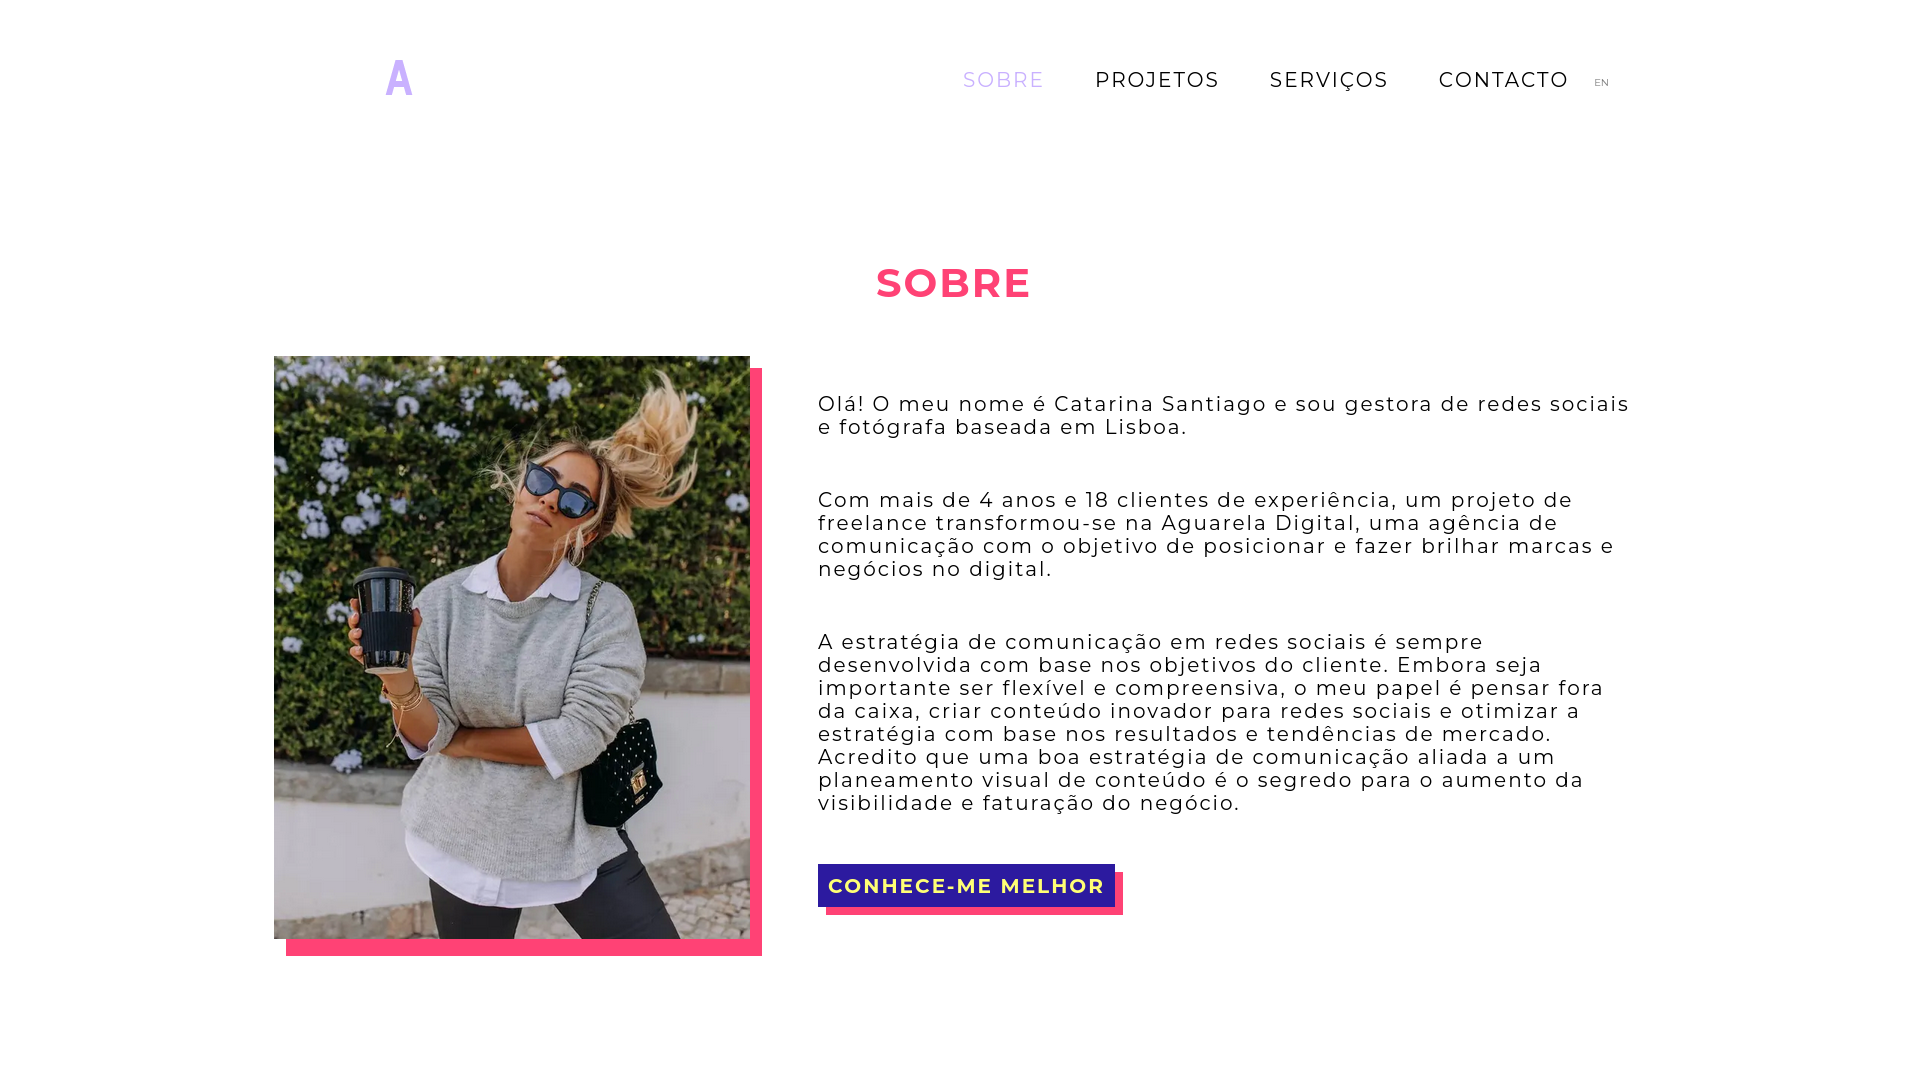 A
SOBRE PROJETOS SERVIÇOS CONTACTO EN
SOBRE
Olá! O meu nome é Catarina Santiago e sou gestora de redes sociais
e fotógrafa baseada em Lisboa.
Com mais de 4 anos e 18 clientes de experiência, um projeto de
freelance transformou-se na Aguarela Digital, uma agência de
comunicação com o objetivo de posicionar e fazer brilhar marcas e
negócios no digital.
A estratégia de comunicação em redes sociais é sempre
desenvolvida com base nos objetivos do cliente. Embora seja
importante ser flexível e compreensiva, o meu papel é pensar fora
da caixa, criar conteúdo inovador para redes sociais e otimizar a
estratégia com base nos resultados e tendências de mercado.
Acredito que uma boa estratégia de comunicação aliada a um
planeamento visual de conteúdo é o segredo para o aumento da
visibilidade e faturação do negócio.
CONHECE-ME MELHOR